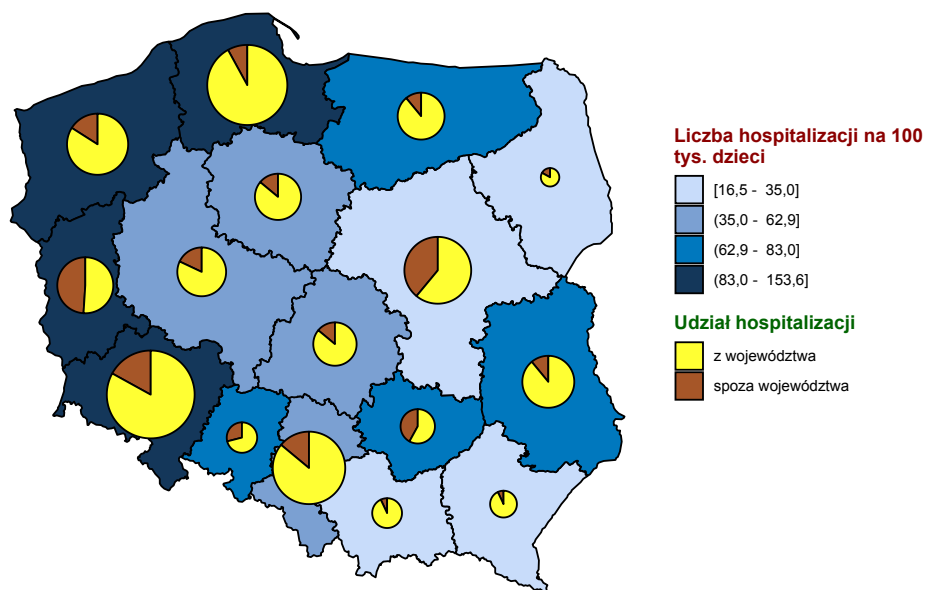 Liczba hospitalizacji na 100
tys. dzieci
[16,5 - 35,0]
(35,0 - 62,9]
(62,9 - 83,0]
(83,0 - 153,6]
Udział hospitalizacji
z województwa
spoza województwa